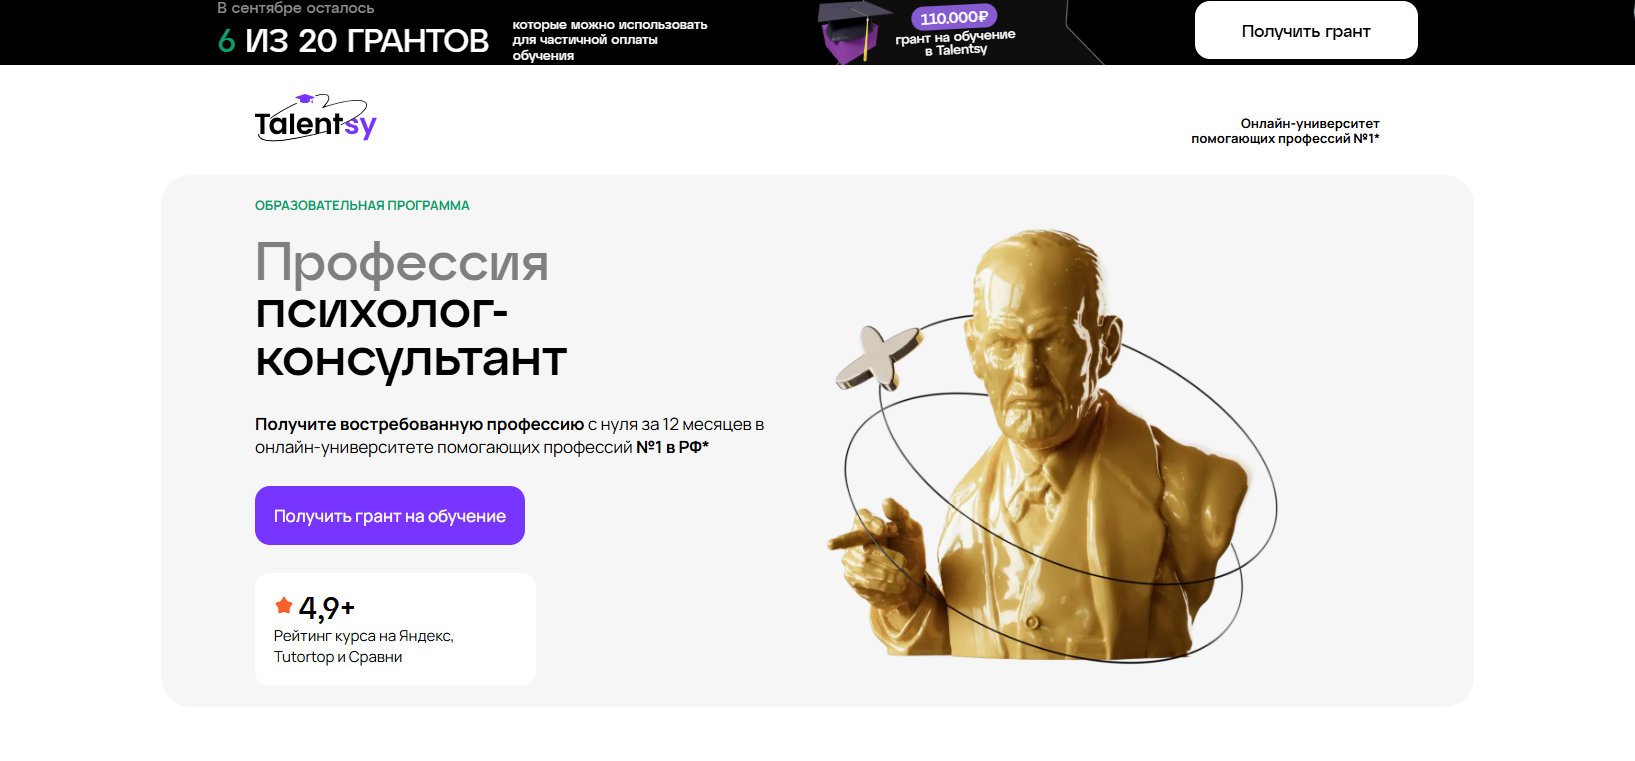 В сентябре осталось
6 ИЗ 20 ГРАНТОВ
которые можно использовать
для частичной оплаты
обучения
110.000₽
грант на обучение
в Talentsy
Получить грант
Talentsy
Онлайн-университет
помогающих профессий №1*
ОБРАЗОВАТЕЛЬНАЯ ПРОГРАММА
Профессия
психолог-
консультант
Получите востребованную профессию с нуля за 12 месяцев в
онлайн-университете помогающих профессий №1 в РФ*
Получить грант на обучение
4,9+
Рейтинг курса на Яндекс,
Tutortop и Сравни